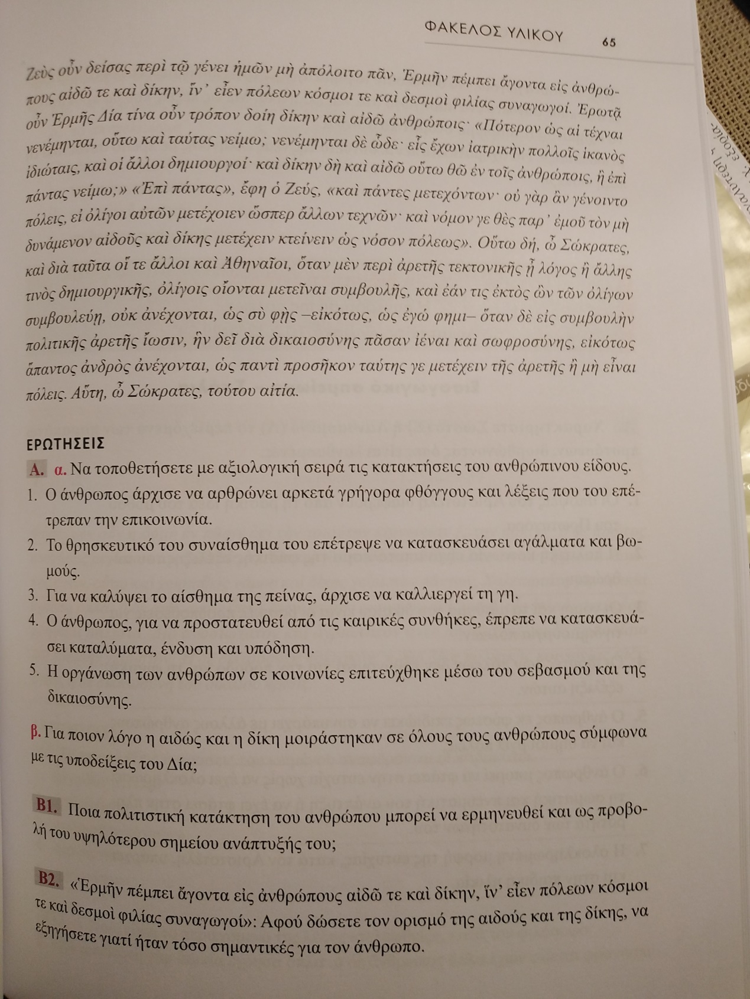 ΦΑΚΕΛΟΣ ΥΛΙΚΟΥ 65
Ζεὺς οὖν δείσας περὶ τῷ γένει ἡμῶν μὴ ἀπόλοιτο πᾶν, Ἑρμῆν πέμπει ἄγοντα εἰς ἀνθρώ-
πους αἰδῶ τε καὶ δίκην, ἵν’ εἶεν πόλεων κόσμοι τε καὶ δεσμοὶ φιλίας συναγωγοί. Ἐρωτᾷ
οὖν Ἑρμῆς Δία τίνα οὖν τρόπον δοίη δίκην καὶ αἰδῶ ἀνθρώποις· «Πότερον ὡς αἱ τέχναι
νενέμηνται, οὕτω καὶ ταύτας νείμω; νενέμηνται δὲ ὧδε· εἷς ἔχων ἰατρικὴν πολλοῖς ἱκανὸς
ἰδιώταις, καὶ οἱ ἄλλοι δημιουργοί· καὶ δίκην δὴ καὶ αἰδῶ οὕτω θῶ ἐν τοῖς ἀνθρώποις, ἢ ἐπὶ
πάντας νείμω;» «Ἐπὶ πάντας», ἔφη ὁ Ζεύς, «καὶ πάντες μετεχόντων· οὐ γὰρ ἂν γένοιντο
πόλεις, εἰ ὀλίγοι αὐτῶν μετέχοιεν ὥσπερ ἄλλων τεχνῶν· καὶ νόμον γε θὲς παρ’ ἐμοῦ τὸν μὴ
δυνάμενον αἰδοῦς καὶ δίκης μετέχειν κτείνειν ὡς νόσον πόλεως». Οὕτω δή, ὦ Σώκρατες,
καὶ διὰ ταῦτα οἵ τε ἄλλοι καὶ Ἀθηναῖοι, ὅταν μὲν περὶ ἀρετῆς τεκτονικῆς ᾖ λόγος ἢ ἄλλης
τινὸς δημιουργικῆς, ὀλίγοις οἴονται μετεῖναι συμβουλῆς, καὶ ἐάν τις ἐκτὸς ὢν τῶν ὀλίγων
συμβουλεύῃ, οὐκ ἀνέχονται, ὡς σὺ φῂς –εἰκότως, ὡς ἐγώ φημι– ὅταν δὲ εἰς συμβουλὴν
πολιτικῆς ἀρετῆς ἴωσιν, ἣν δεῖ διὰ δικαιοσύνης πᾶσαν ἰέναι καὶ σωφροσύνης, εἰκότως
ἅπαντος ἀνδρὸς ἀνέχονται, ὡς παντὶ προσῆκον ταύτης γε μετέχειν τῆς ἀρετῆς ἢ μὴ εἶναι
πόλεις. Αὕτη, ὦ Σώκρατες, τούτου αἰτία.
ΕΡΩΤΗΣΕΙΣ
Α. α. Να τοποθετήσετε με αξιολογική σειρά τις κατακτήσεις του ανθρώπινου είδους.
1. Ο άνθρωπος άρχισε να αρθρώνει αρκετά γρήγορα φθόγγους και λέξεις που του επέ-
τρεπαν την επικοινωνία.
2. Το θρησκευτικό του συναίσθημα του επέτρεψε να κατασκευάσει αγάλματα και βω-
μούς.
3. Για να καλύψει το αίσθημα της πείνας, άρχισε να καλλιεργεί τη γη.
4. Ο άνθρωπος, για να προστατευθεί από τις καιρικές συνθήκες, έπρεπε να κατασκευά-
σει καταλύματα, ένδυση και υπόδηση.
5. Η οργάνωση των ανθρώπων σε κοινωνίες επιτεύχθηκε μέσω του σεβασμού και της
δικαιοσύνης.
β. Για ποιον λόγο η αιδώς και η δίκη μοιράστηκαν σε όλους τους ανθρώπους σύμφωνα
με τις υποδείξεις του Δία;
Β1. Ποια πολιτιστική κατάκτηση του ανθρώπου μπορεί να ερμηνευθεί και ως προβο-
λή του υψηλότερου σημείου ανάπτυξής του;
Β2. «Ἑρμῆν πέμπει ἄγοντα εἰς ἀνθρώπους αἰδῶ τε καὶ δίκην, ἵν’ εἶεν πόλεων κόσμοι
τε καὶ δεσμοὶ φιλίας συναγωγοί»: Αφού δώσετε τον ορισμό της αιδούς και της δίκης, να
εξηγήσετε γιατί ήταν τόσο σημαντικές για τον άνθρωπο.